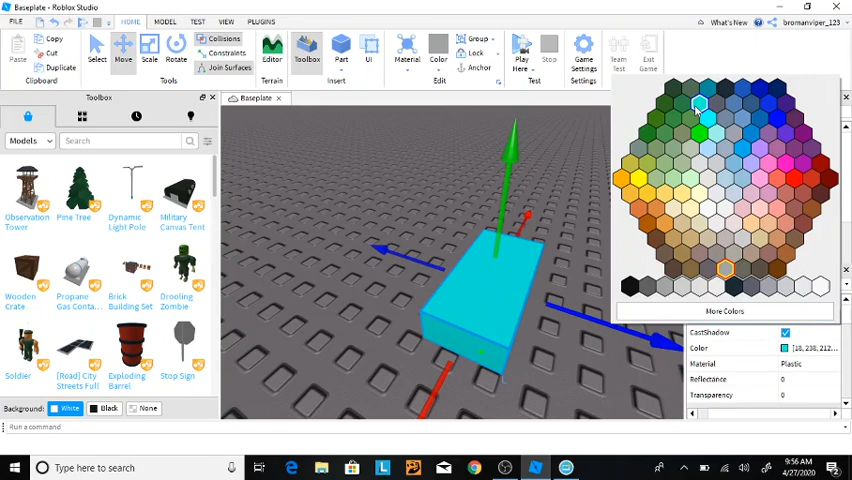 Baseplate - Roblox Studio
FILE HOME MODEL TEST VIEW PLUGINS What's New bromanviper_123
Paste Copy Cut Duplicate Select Move Scale Rotate Collisions Constraints Join Surfaces Editor Toolbox Part UI Material Color Group Lock Anchor Play Here Stop Game Settings Team Test Exit Game
Clipboard Tools Terrain Insert Edit Test
Toolbox
Baseplate
Models Search
Observation Tower
Pine Tree
Dynamic Light Pole
Military Canvas Tent
Wooden Crate
Propane Gas Conta...
Brick Building Set
Drooling Zombie
Soldier
[Road] City Streets Full
Exploding Barrel
Stop Sign
Background: White Black None
More Colors
CastShadow
Color [18, 238, 212...
Material Plastic
Reflectance 0
Transparency 0
Run a command
Type here to search
9:56 AM
4/27/2020